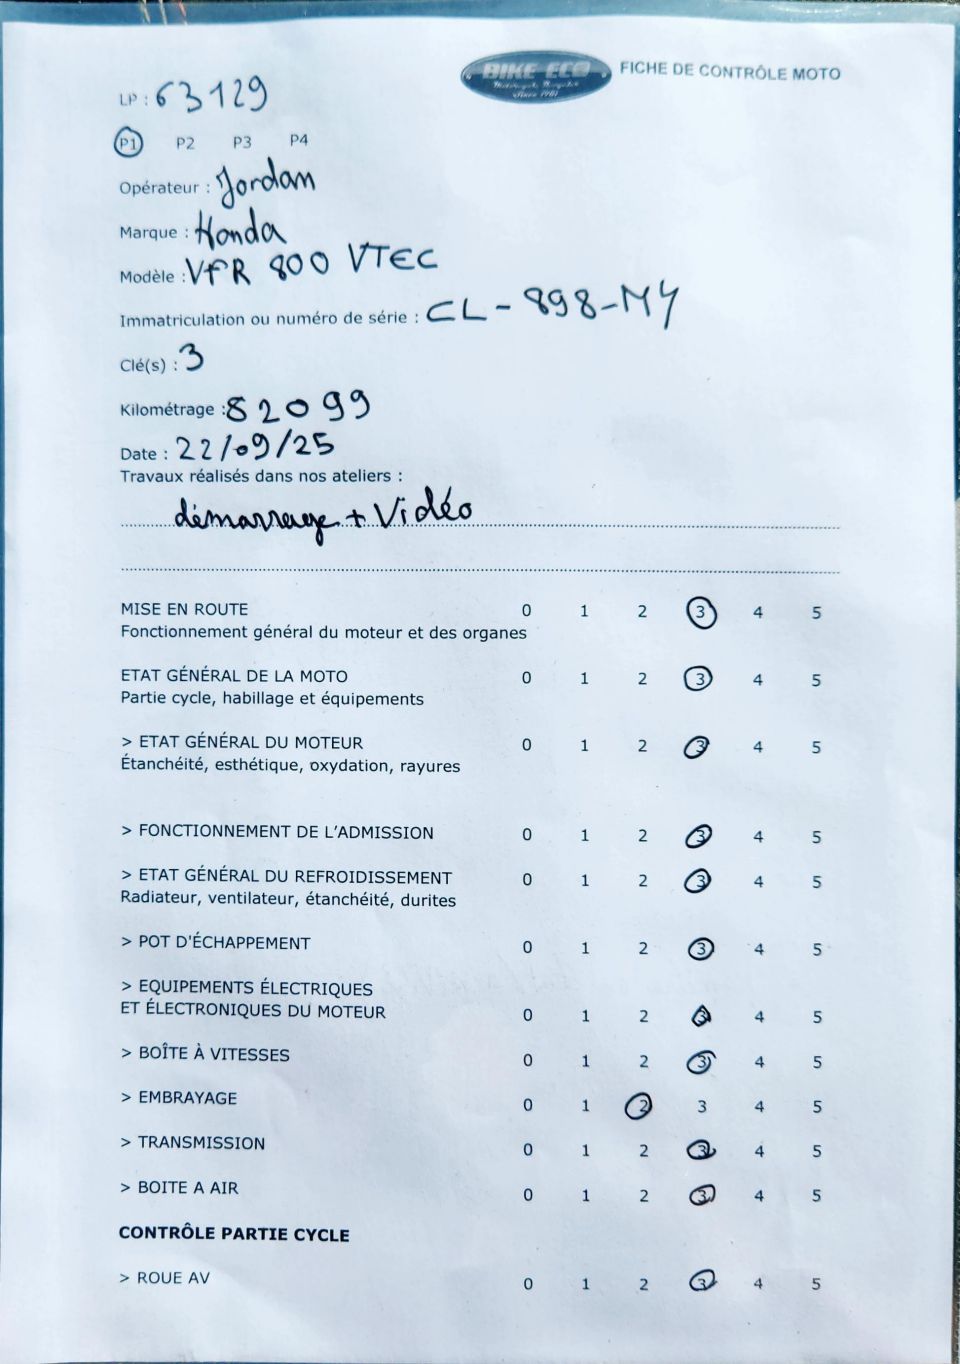 BIKE ECO
Since 1981
FICHE DE CONTRÔLE MOTO
LP : 63129
P1 P2 P3 P4
Opérateur : Jordan
Marque : Honda
Modèle : VFR 800 VTEC
Immatriculation ou numéro de série : CL-898-MY
Clé(s) : 3
Kilométrage : 82099
Date : 22/09/25
Travaux réalisés dans nos ateliers :
démarrage + Vidéo
MISE EN ROUTE 0 1 2 3 4 5
Fonctionnement général du moteur et des organes
ETAT GÉNÉRAL DE LA MOTO 0 1 2 3 4 5
Partie cycle, habillage et équipements
> ETAT GÉNÉRAL DU MOTEUR 0 1 2 3 4 5
Étanchéité, esthétique, oxydation, rayures
> FONCTIONNEMENT DE L'ADMISSION 0 1 2 3 4 5
> ETAT GÉNÉRAL DU REFROIDISSEMENT 0 1 2 3 4 5
Radiateur, ventilateur, étanchéité, durites
> POT D'ÉCHAPPEMENT 0 1 2 3 4 5
> EQUIPEMENTS ÉLECTRIQUES
ET ÉLECTRONIQUES DU MOTEUR 0 1 2 3 4 5
> BOÎTE À VITESSES 0 1 2 3 4 5
> EMBRAYAGE 0 1 2 3 4 5
> TRANSMISSION 0 1 2 3 4 5
> BOITE A AIR 0 1 2 3 4 5
CONTRÔLE PARTIE CYCLE
> ROUE AV 0 1 2 3 4 5